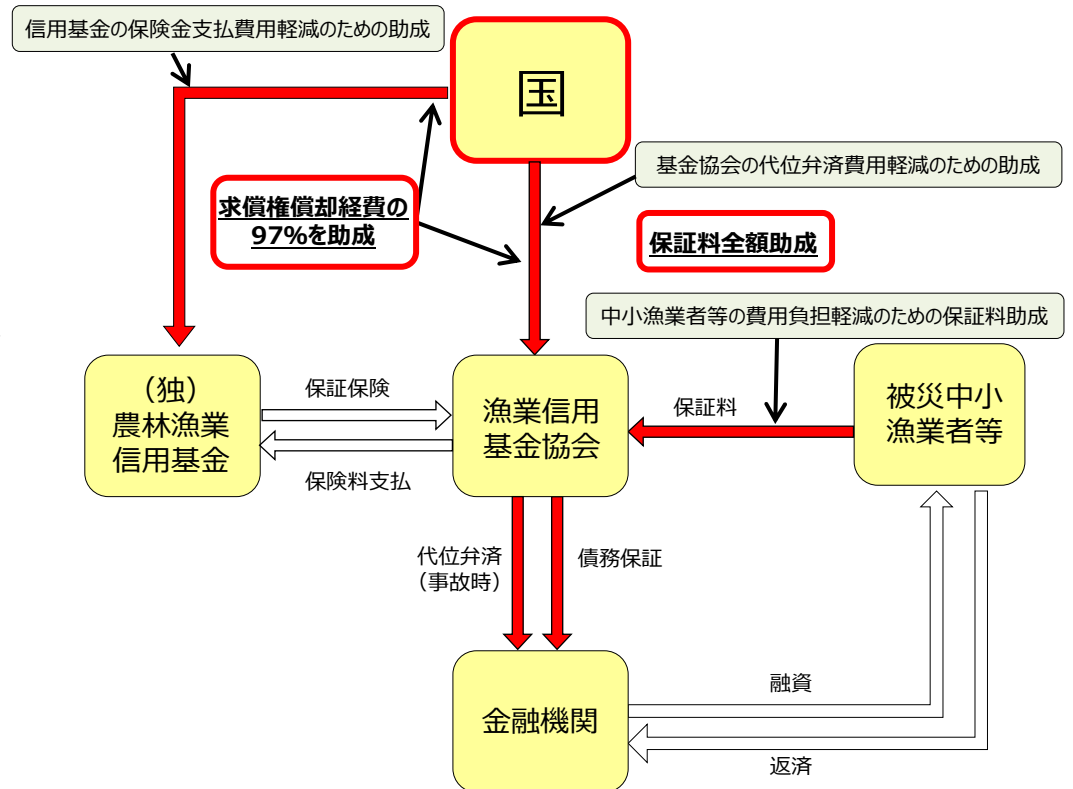 信用基金の保険金支払費用軽減のための助成
国
基金協会の代位弁済費用軽減のための助成
求償権償却経費の
97%を助成
保証料全額助成
中小漁業者等の費用負担軽減のための保証料助成
（独）
農林漁業
信用基金
保証保険
保険料支払
漁業信用
基金協会
保証料
被災中小
漁業者等
代位弁済
（事故時）
債務保証
金融機関
融資
返済